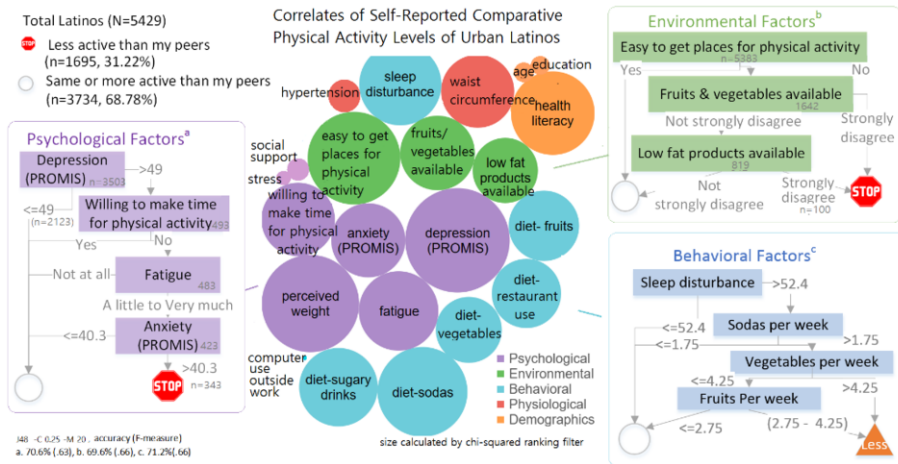 Total Latinos (N=5429)
STOP
Less active than my peers
(n=1695, 31.22%)
Same or more active than my peers
(n=3734, 68.78%)
Correlates of Self-Reported Comparative
Physical Activity Levels of Urban Latinos
Psychological Factorsa
Depression
(PROMIS)
n=3503
>49
<=49
(n=2123)
Willing to make time
for physical activity
493
Yes
No
Not at all
Fatigue
483
A little to Very much
<=40.3
Anxiety
(PROMIS)
423
>40.3
STOP
n=343
J48 -C 0.25 -M 20. accuracy (F-measure)
a. 70.6% (.63), b. 69.6% (.66), c. 71.2%(.66)
sleep
disturbance
hypertension
waist
circumference
age
education
health
literacy
easy to get
places for
physical
activity
fruits/
vegetables
available
low fat
products
available
social
support
stress
willing to
make time
for physical
activity
anxiety
(PROMIS)
depression
(PROMIS)
diet- fruits
perceived
weight
fatigue
diet-
vegetables
diet-
restaurant
use
computer
use
outside
work
diet-sugary
drinks
diet-sodas
Psychological
Environmental
Behavioral
Physiological
Demographics
size calculated by chi-squared ranking filter
Environmental Factorsb
Easy to get places for physical activity
n=5383
Yes
No
Fruits & vegetables available
1642
Not strongly disagree
Strongly
disagree
Low fat products available
819
Not
strongly disagree
Strongly
disagree
n=100
STOP
Behavioral Factorsc
Sleep disturbance
>52.4
<=52.4
Sodas per week
<=1.75
>1.75
Vegetables per week
<=4.25
>4.25
Fruits Per week
<=2.75
(2.75 - 4.25)
Less